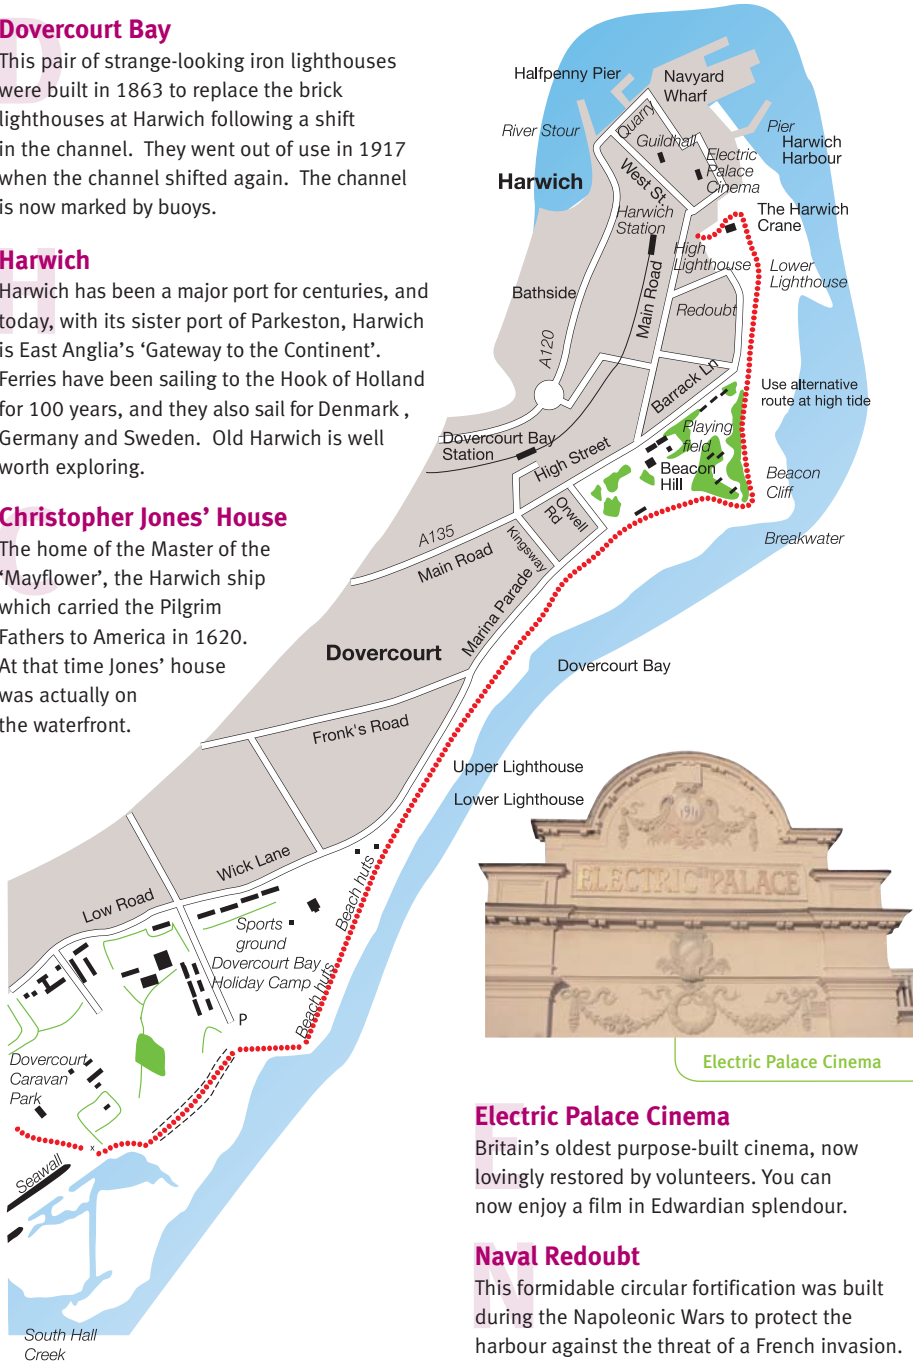 Dovercourt Bay
This pair of strange-looking iron lighthouses
were built in 1863 to replace the brick
lighthouses at Harwich following a shift
in the channel.  They went out of use in 1917
when the channel shifted again.  The channel
is now marked by buoys.
Harwich
Harwich has been a major port for centuries, and
today, with its sister port of Parkeston, Harwich
is East Anglia's ‘Gateway to the Continent’.
Ferries have been sailing to the Hook of Holland
for 100 years, and they also sail for Denmark ,
Germany and Sweden.  Old Harwich is well
worth exploring.
Christopher Jones’ House
The home of the Master of the
‘Mayflower’, the Harwich ship
which carried the Pilgrim
Fathers to America in 1620.
At that time Jones’ house
was actually on
the waterfront.
Halfpenny Pier
Navyard
Wharf
River Stour
Quarry
Guildhall
Pier
Harwich
Harbour
Electric
Palace
Cinema
Harwich
West St.
Harwich
Station
The Harwich
Crane
High
Lighthouse
Lower
Lighthouse
Bathside
Main Road
Redoubt
A120
Barrack Ln
Use alternative
route at high tide
Playing
field
Dovercourt Bay
Station
High Street
Beacon
Hill
Beacon
Cliff
Orwell
Rd
Breakwater
A135
Main Road
Kingsway
Marina Parade
Dovercourt
Dovercourt Bay
Fronk's Road
Upper Lighthouse
Lower Lighthouse
Wick Lane
Low Road
Beach huts
Sports
ground
Dovercourt Bay
Holiday Camp
Beach huts
P
Dovercourt
Caravan
Park
x
Seawall
South Hall
Creek
1911
ELECTRIC PALACE
Electric Palace Cinema
Electric Palace Cinema
Britain’s oldest purpose-built cinema, now
lovingly restored by volunteers. You can
now enjoy a film in Edwardian splendour.
Naval Redoubt
This formidable circular fortification was built
during the Napoleonic Wars to protect the
harbour against the threat of a French invasion.